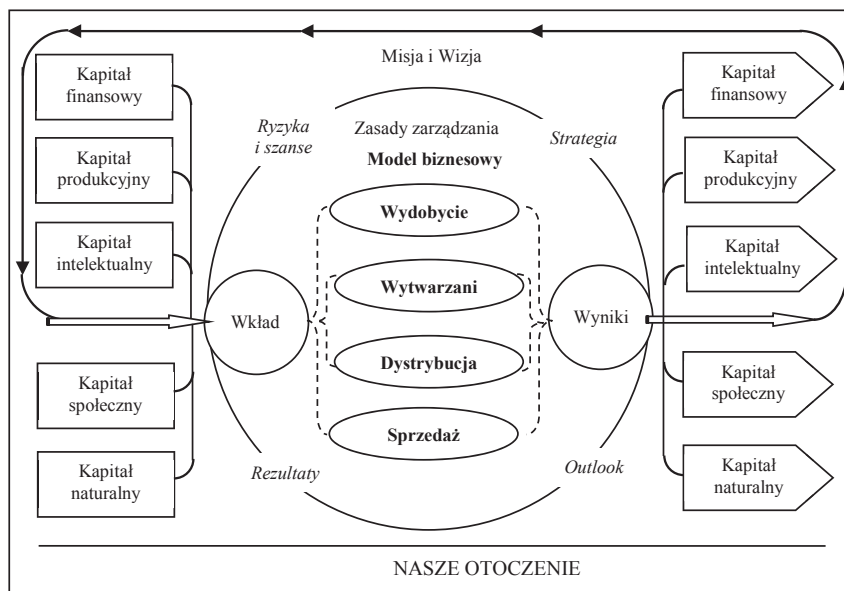 Misja i Wizja
Kapitał
finansowy
Kapitał
produkcyjny
Kapitał
intelektualny
Kapitał
społeczny
Kapitał
naturalny
Wkład
Ryzyka
i szanse
Zasady zarządzania
Model biznesowy
Strategia
Wydobycie
Wytwarzani
Dystrybucja
Sprzedaż
Rezultaty
Outlook
Wyniki
Kapitał
finansowy
Kapitał
produkcyjny
Kapitał
intelektualny
Kapitał
społeczny
Kapitał
naturalny
NASZE OTOCZENIE